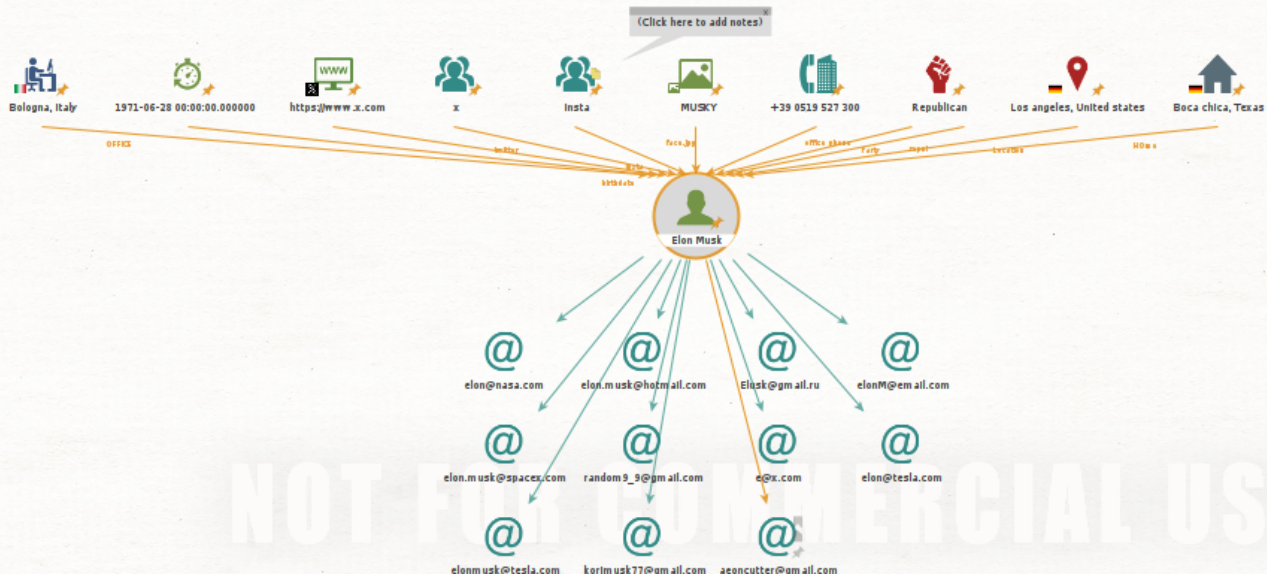 (Click here to add notes)
WWW
Bologna, Italy
1971-06-28 00:00:00.000000
https://www.x.com
x
Insta
MUSKY
+39 0519 527 300
Republican
Los angeles, United states
Boca chica, Texas
OFFICE
twitter
birthdate
face.jpg
office phone
Party
Location
HOme
Elon Musk
elon@nasa.com
elon.musk@hotmail.com
Elusk@gmail.ru
elonM@email.com
elon.musk@spacex.com
random9_9@gmail.com
e@x.com
elon@tesla.com
NOT FOR COMMERCIAL US
elonmusk@tesla.com
korimusk77@gmail.com
aeoncutter@gmail.com